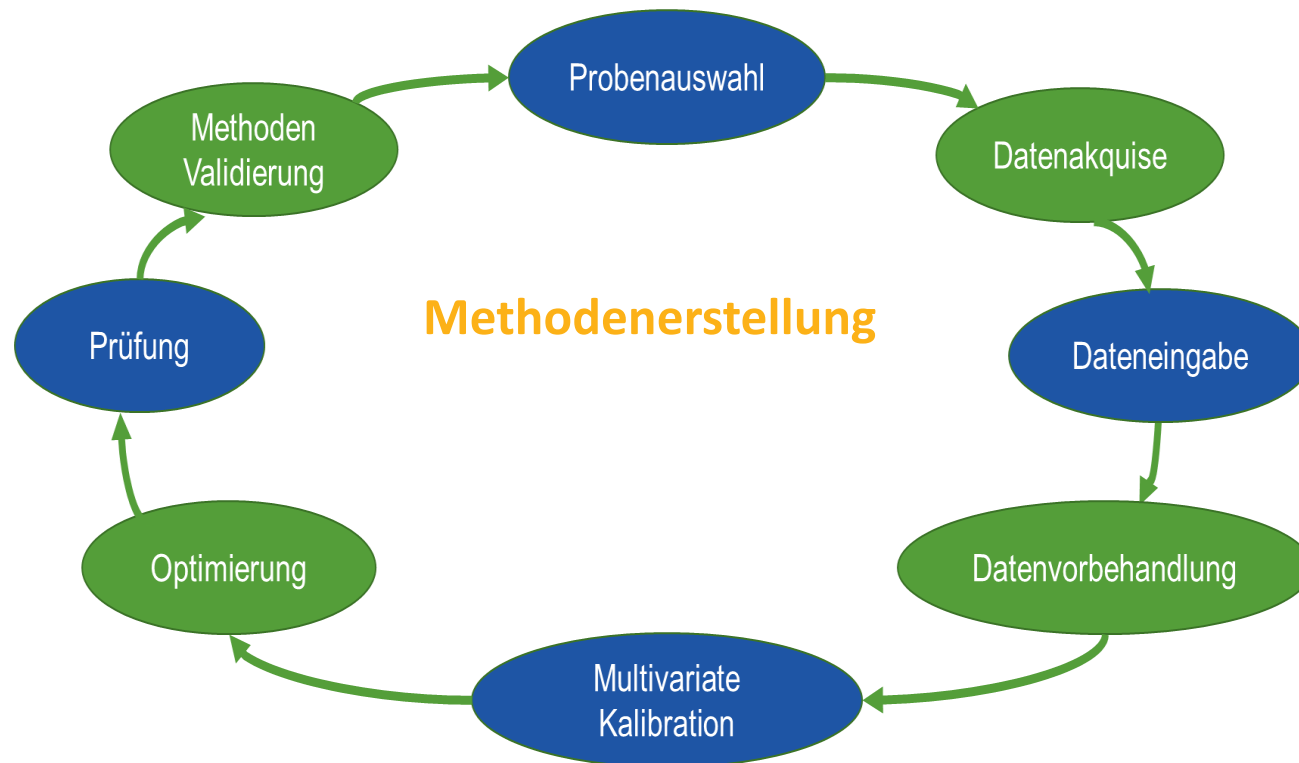 Probenauswahl
Datenakquise
Dateneingabe
Datenvorbehandlung
Multivariate
Kalibration
Optimierung
Prüfung
Methoden
Validierung
Methodenerstellung